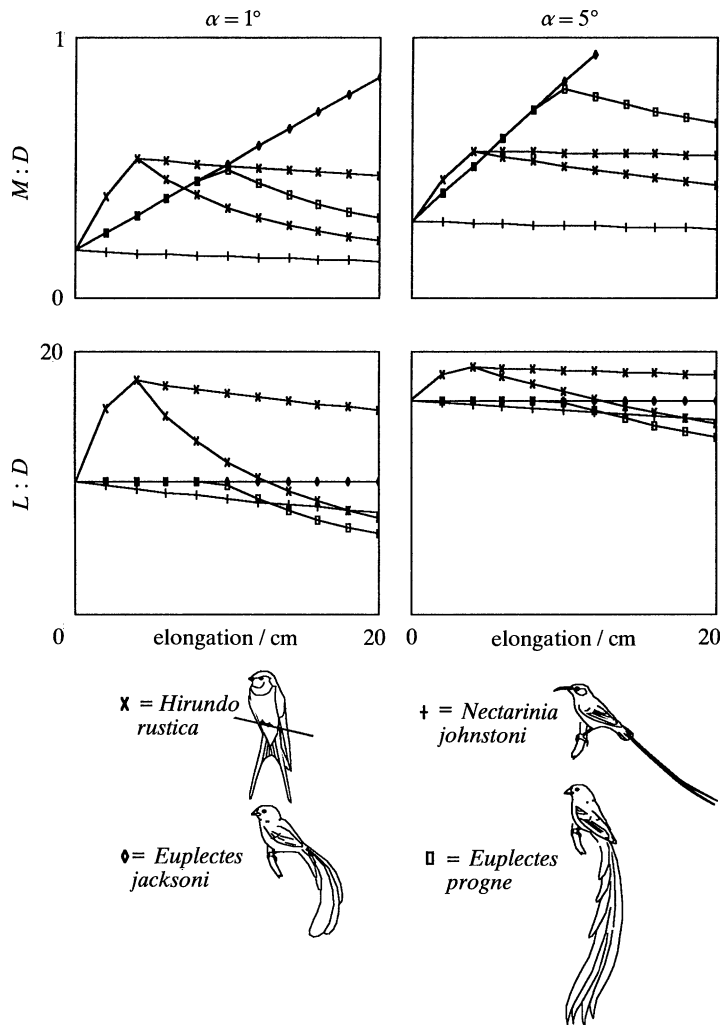 α = 1°
α = 5°
1
M : D
0
20
L : D
0
elongation / cm
20
0
elongation / cm
20
x = Hirundo
rustica
+ = Nectarinia
johnstoni
◊ = Euplectes
jacksoni
▯ = Euplectes
progne